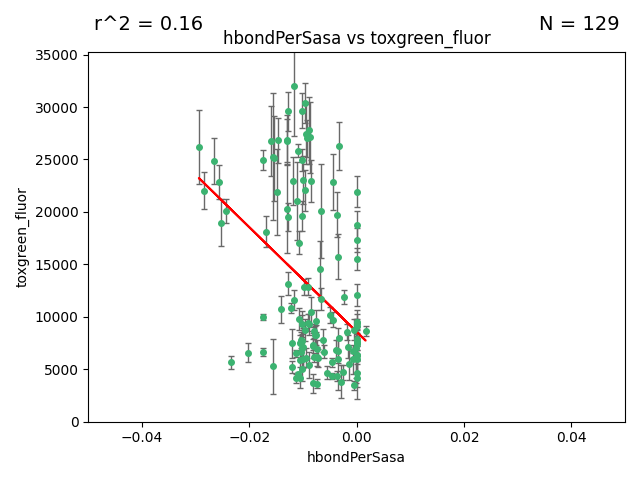 r^2 = 0.16
N = 129
hbondPerSasa vs toxgreen_fluor
35000
30000
25000
20000
15000
10000
5000
0
toxgreen_fluor
−0.04
−0.02
0.00
0.02
0.04
hbondPerSasa